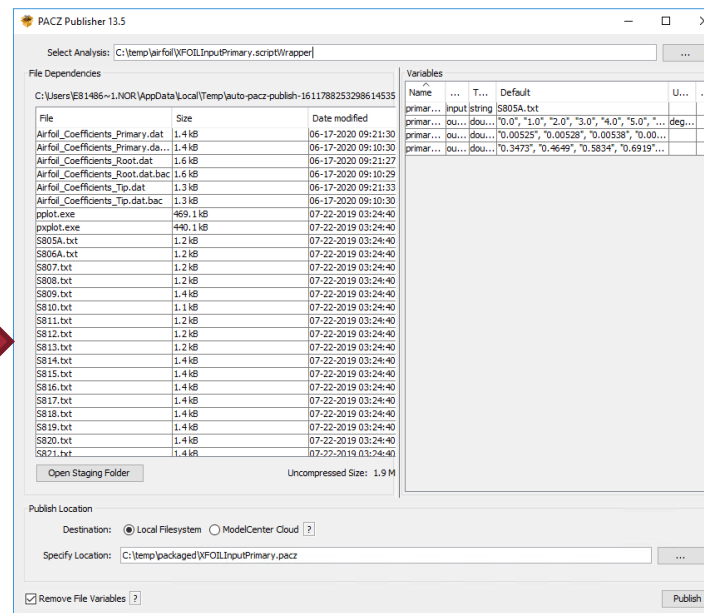 PACZ Publisher 13.5
Select Analysis: C:\temp\airfoil\XFOILInputPrimary.scriptWrapper ...
File Dependencies
C:\Users\E81486~1.NOR\AppData\Local\Temp\auto-pacz-publish-1611788253298614535
File Size Date modified
Airfoil_Coefficients_Primary.dat 1.4 kB 06-17-2020 09:21:30
Airfoil_Coefficients_Primary.da... 1.4 kB 06-17-2020 09:10:30
Airfoil_Coefficients_Root.dat 1.6 kB 06-17-2020 09:21:27
Airfoil_Coefficients_Root.dat.bac 1.6 kB 06-17-2020 09:10:29
Airfoil_Coefficients_Tip.dat 1.3 kB 06-17-2020 09:21:33
Airfoil_Coefficients_Tip.dat.bac 1.3 kB 06-17-2020 09:10:30
pplot.exe 469.1 kB 07-22-2019 03:24:40
pxplot.exe 440.1 kB 07-22-2019 03:24:40
S805A.txt 1.2 kB 07-22-2019 03:24:40
S806A.txt 1.2 kB 07-22-2019 03:24:40
S807.txt 1.2 kB 07-22-2019 03:24:40
S808.txt 1.2 kB 07-22-2019 03:24:40
S809.txt 1.4 kB 07-22-2019 03:24:40
S810.txt 1.1 kB 07-22-2019 03:24:40
S811.txt 1.2 kB 07-22-2019 03:24:40
S812.txt 1.2 kB 07-22-2019 03:24:40
S813.txt 1.2 kB 07-22-2019 03:24:40
S814.txt 1.4 kB 07-22-2019 03:24:40
S815.txt 1.4 kB 07-22-2019 03:24:40
S816.txt 1.4 kB 07-22-2019 03:24:40
S817.txt 1.4 kB 07-22-2019 03:24:40
S818.txt 1.4 kB 07-22-2019 03:24:40
S819.txt 1.4 kB 07-22-2019 03:24:40
S820.txt 1.4 kB 07-22-2019 03:24:40
S821.txt 1.4 kB 07-22-2019 03:24:40
Open Staging Folder Uncompressed Size: 1.9 M
Variables
Name ... T... Default U... .
primar... input string S805A.txt
primar... ou... dou... "0.0", "1.0", "2.0", "3.0", "4.0", "5.0", "... deg...
primar... ou... dou... "0.00525", "0.00528", "0.00538", "0.00...
primar... ou... dou... "0.3473", "0.4649", "0.5834", "0.6919"...
Publish Location
Destination: Local Filesystem ModelCenter Cloud ?
Specify Location: C:\temp\packaged\XFOILInputPrimary.pacz ...
Remove File Variables ? Publish